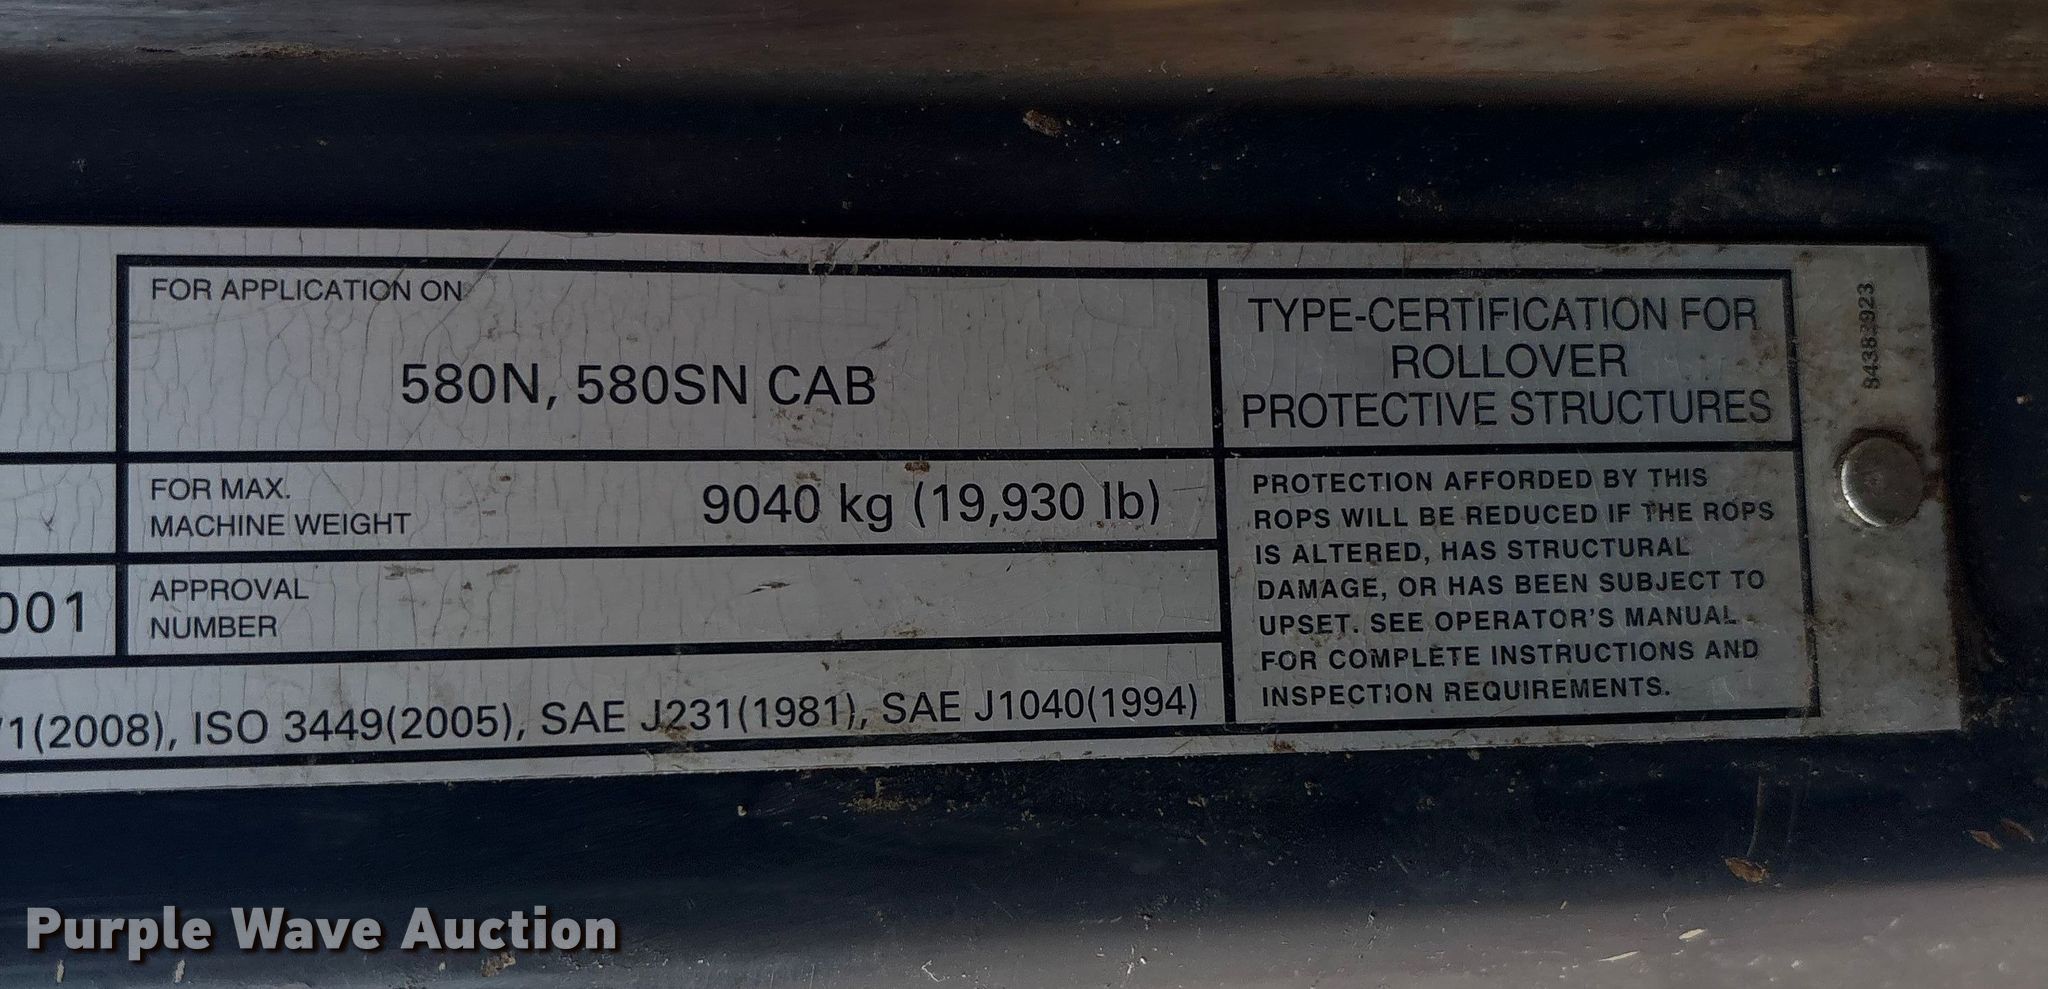 FOR APPLICATION ON
580N, 580SN CAB
FOR MAX.
MACHINE WEIGHT
9040 kg (19,930 lb)
001
APPROVAL
NUMBER
/1(2008), ISO 3449(2005), SAE J231(1981), SAE J1040(1994)
TYPE-CERTIFICATION FOR
ROLLOVER
PROTECTIVE STRUCTURES
PROTECTION AFFORDED BY THIS
ROPS WILL BE REDUCED IF THE ROPS
IS ALTERED, HAS STRUCTURAL
DAMAGE, OR HAS BEEN SUBJECT TO
UPSET. SEE OPERATOR'S MANUAL
FOR COMPLETE INSTRUCTIONS AND
INSPECTION REQUIREMENTS.
Purple Wave Auction